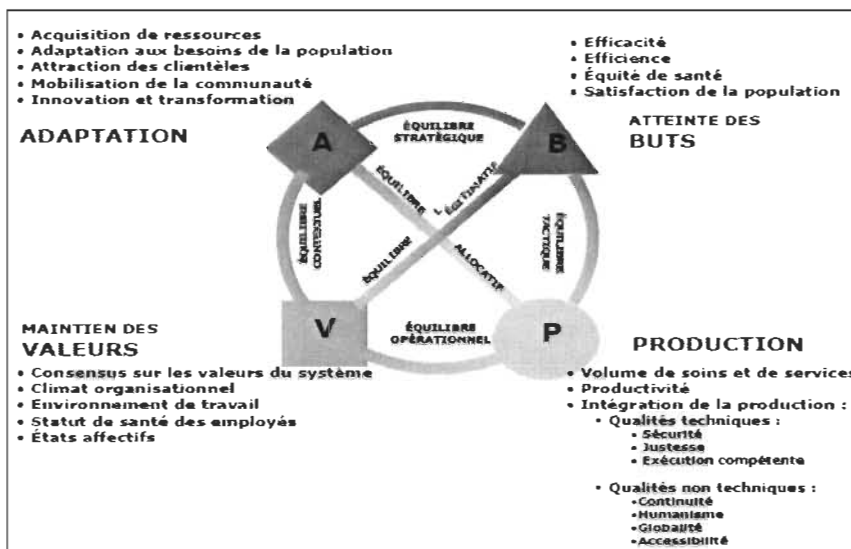 • Acquisition de ressources
• Adaptation aux besoins de la population
• Attraction des clientèles
• Mobilisation de la communauté
• Innovation et transformation
ADAPTATION
• Efficacité
• Efficience
• Équité de santé
• Satisfaction de la population
ATTEINTE DES
BUTS
A
B
ÉQUILIBRE
STRATÉGIQUE
ÉQUILIBRE
CONTEXTUEL
ÉQUILIBRE
ALLOCATIF
ÉQUILIBRE
LÉGITIMATIF
ÉQUILIBRE
TACTIQUE
V
ÉQUILIBRE
OPÉRATIONNEL
P
MAINTIEN DES
VALEURS
• Consensus sur les valeurs du système
• Climat organisationnel
• Environnement de travail
• Statut de santé des employés
• États affectifs
PRODUCTION
• Volume de soins et de services
• Productivité
• Intégration de la production :
• Qualités techniques :
• Sécurité
• Justesse
• Exécution compétente
• Qualités non techniques :
• Continuité
• Humanisme
• Globalité
• Accessibilité